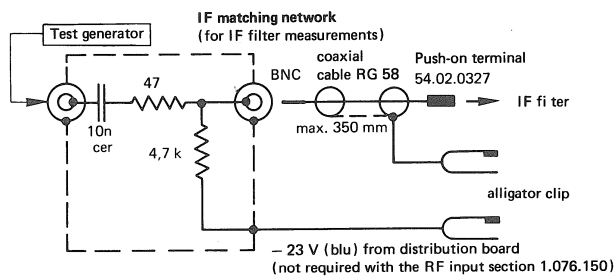 IF matching network
Test generator
(for IF filter measurements)
coaxial
cable RG 58
Push-on terminal
54.02.0327
BNC
47
IF fi ter
10n
cer
max. 350 mm
4,7 k
alligator clip
– 23 V (blu) from distribution board
(not required with the RF input section 1.076.150)